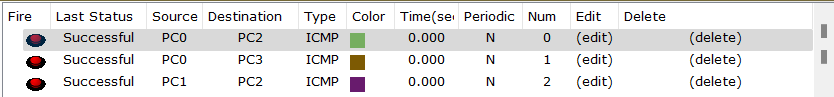 Fire Last Status Source Destination Type Color Time(sec Periodic Num Edit Delete
Successful PC0 PC2 ICMP 0.000 N 0 (edit) (delete)
Successful PC0 PC3 ICMP 0.000 N 1 (edit) (delete)
Successful PC1 PC2 ICMP 0.000 N 2 (edit) (delete)